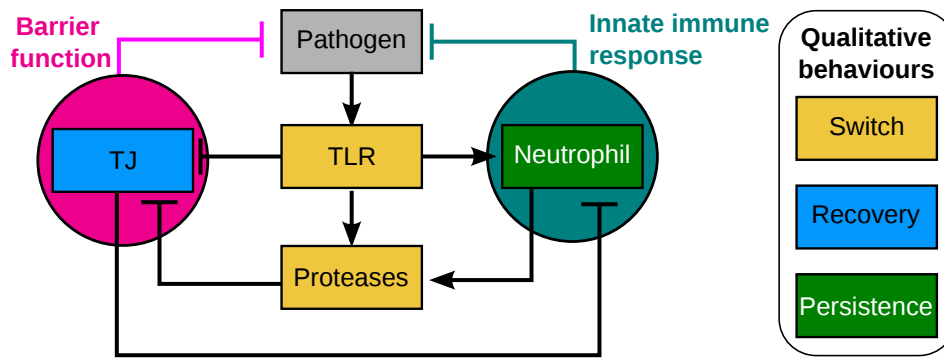 Barrier
function
Pathogen
Innate immune
response
TJ
TLR
Neutrophil
Proteases
Qualitative
behaviours
Switch
Recovery
Persistence